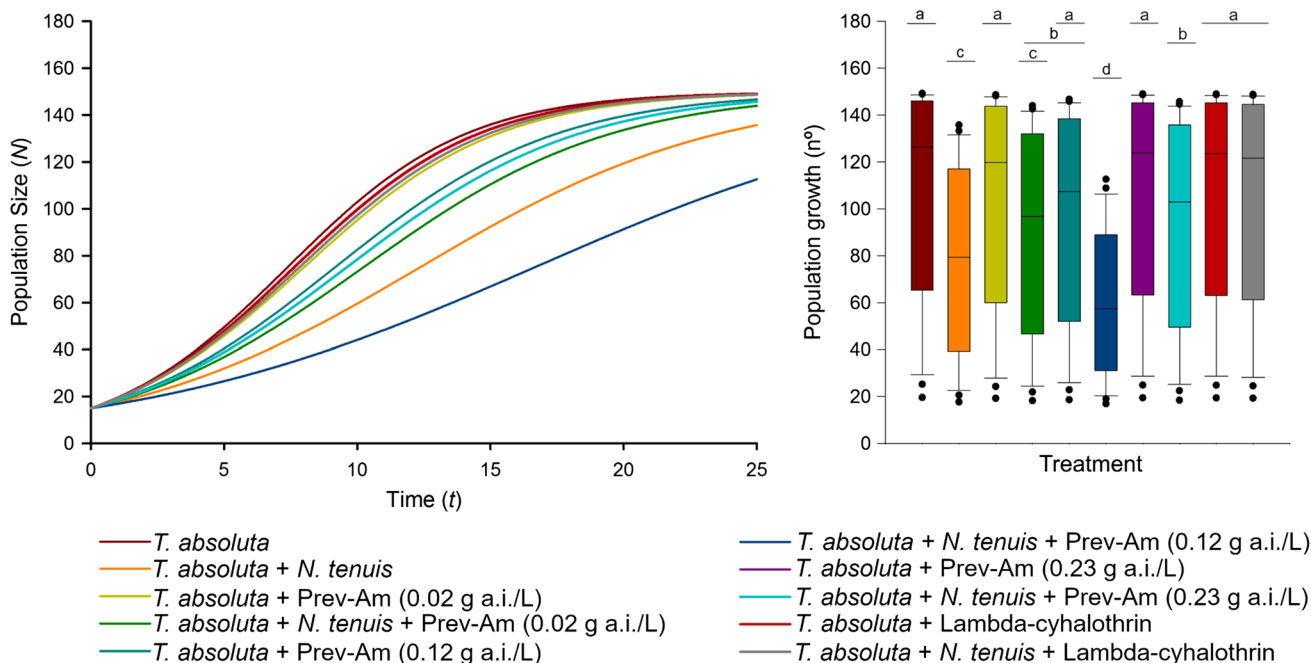 180
160
140
120
100
80
60
40
20
0
Population Size (N)
0 5 10 15 20 25
Time (t)
180
160
140
120
100
80
60
40
20
0
Population growth (nº)
a a a a a
b b
c c d
Treatment
T. absoluta
T. absoluta + N. tenuis
T. absoluta + Prev-Am (0.02 g a.i./L)
T. absoluta + N. tenuis + Prev-Am (0.02 g a.i./L)
T. absoluta + Prev-Am (0.12 g a.i./L)
T. absoluta + N. tenuis + Prev-Am (0.12 g a.i./L)
T. absoluta + Prev-Am (0.23 g a.i./L)
T. absoluta + N. tenuis + Prev-Am (0.23 g a.i./L)
T. absoluta + Lambda-cyhalothrin
T. absoluta + N. tenuis + Lambda-cyhalothrin